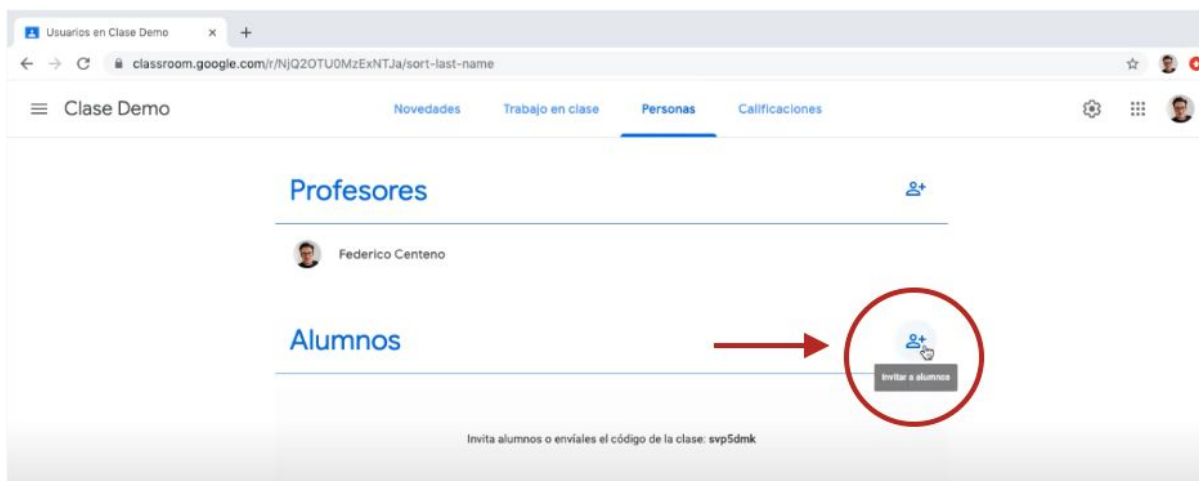 Usuarios en Clase Demo
classroom.google.com/r/NjQ2OTU0MzExNTJa/sort-last-name
Clase Demo
Novedades
Trabajo en clase
Personas
Calificaciones
Profesores
Federico Centeno
Alumnos
Invitar a alumnos
Invita alumnos o envíales el código de la clase: svp5dmk